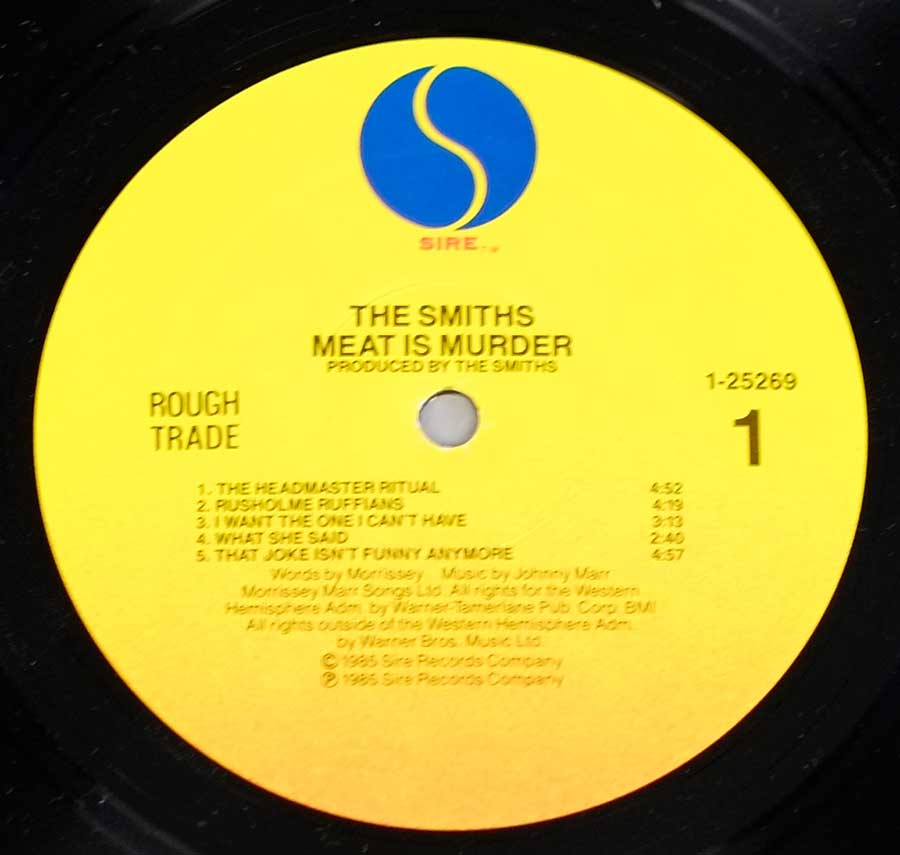 SIRE
THE SMITHS
MEAT IS MURDER
PRODUCED BY THE SMITHS
ROUGH
TRADE
1-25269
1
1. THE HEADMASTER RITUAL 4:52
2. RUSHOLME RUFFIANS 4:19
3. I WANT THE ONE I CAN'T HAVE 3:13
4. WHAT SHE SAID 2:40
5. THAT JOKE ISN'T FUNNY ANYMORE 4:57
Words by Morrissey Music by Johnny Marr
Morrissey Marr Songs Ltd. All rights for the Western
Hemisphere Adm. by Warner-Tamerlane Pub. Corp. BMI
All rights outside of the Western Hemisphere Adm.
by Warner Bros. Music Ltd.
© 1985 Sire Records Company
℗ 1985 Sire Records Company